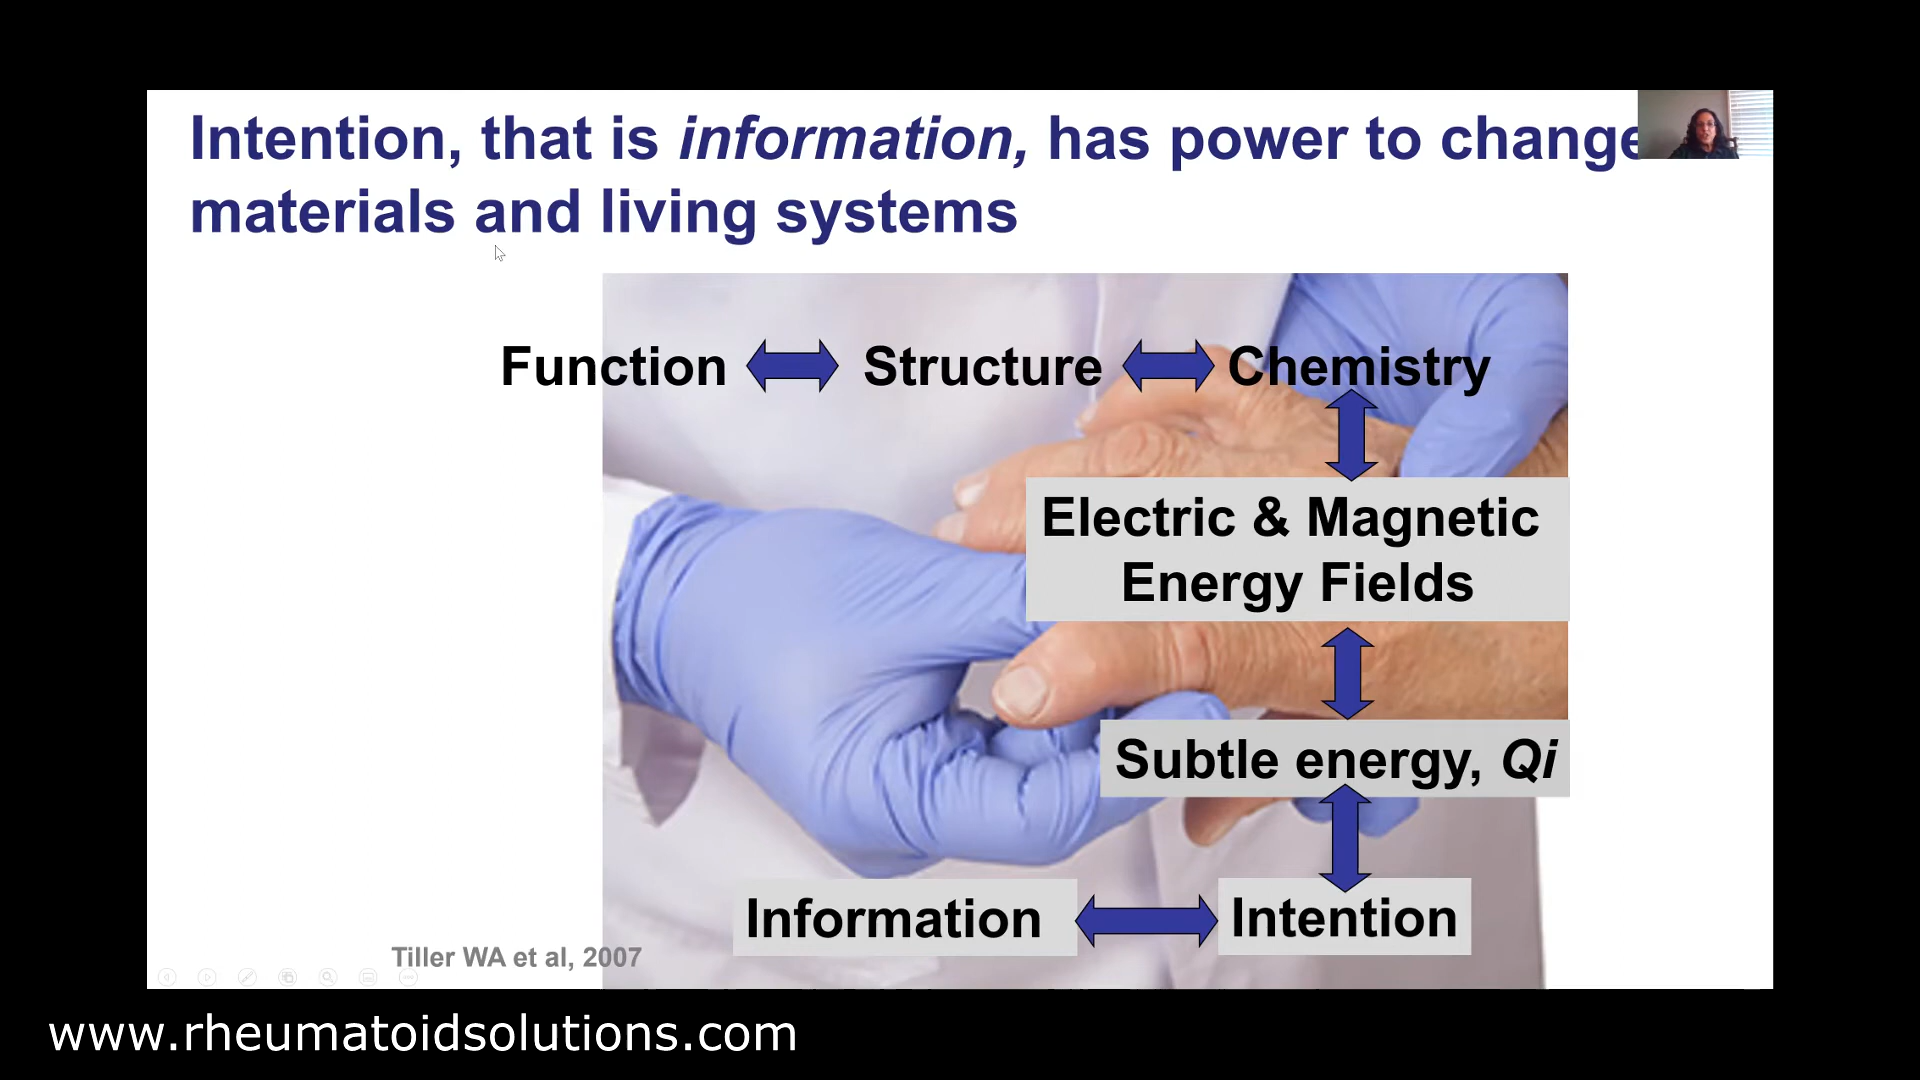 Intention, that is information, has power to change
materials and living systems
Function Structure Chemistry
Electric & Magnetic
Energy Fields
Subtle energy, Qi
Information Intention
Tiller WA et al, 2007
www.rheumatoidsolutions.com